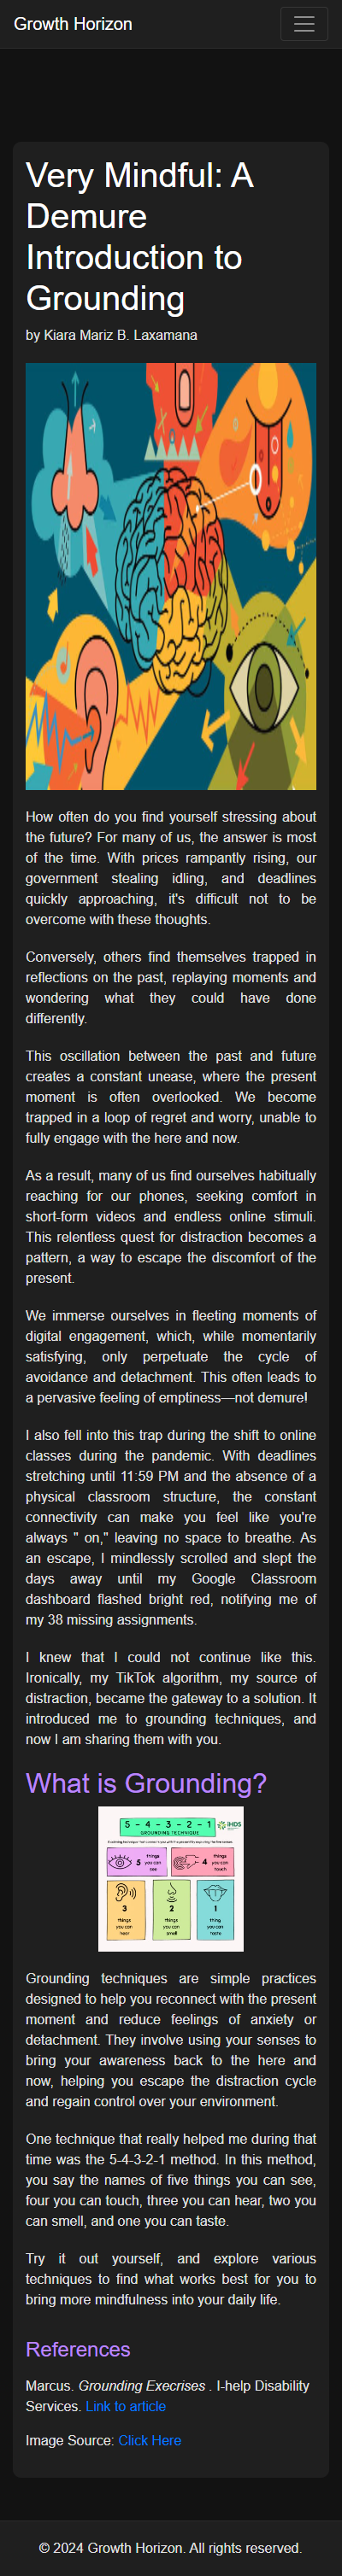 Growth Horizon
Very Mindful: A
Demure
Introduction to
Grounding
by Kiara Mariz B. Laxamana
How often do you find yourself stressing about
the future? For many of us, the answer is most
of the time. With prices rampantly rising, our
government stealing idling, and deadlines
quickly approaching, it's difficult not to be
overcome with these thoughts.
Conversely, others find themselves trapped in
reflections on the past, replaying moments and
wondering what they could have done
differently.
This oscillation between the past and future
creates a constant unease, where the present
moment is often overlooked. We become
trapped in a loop of regret and worry, unable to
fully engage with the here and now.
As a result, many of us find ourselves habitually
reaching for our phones, seeking comfort in
short-form videos and endless online stimuli.
This relentless quest for distraction becomes a
pattern, a way to escape the discomfort of the
present.
We immerse ourselves in fleeting moments of
digital engagement, which, while momentarily
satisfying, only perpetuate the cycle of
avoidance and detachment. This often leads to
a pervasive feeling of emptiness—not demure!
I also fell into this trap during the shift to online
classes during the pandemic. With deadlines
stretching until 11:59 PM and the absence of a
physical classroom structure, the constant
connectivity can make you feel like you're
always " on," leaving no space to breathe. As
an escape, I mindlessly scrolled and slept the
days away until my Google Classroom
dashboard flashed bright red, notifying me of
my 38 missing assignments.
I knew that I could not continue like this.
Ironically, my TikTok algorithm, my source of
distraction, became the gateway to a solution. It
introduced me to grounding techniques, and
now I am sharing them with you.
What is Grounding?
5 - 4 - 3 - 2 - 1
GROUNDING TECHNIQUE
IHDS
5 things you can see
4 things you can touch
3 things you can hear
2 things you can smell
1 thing you can taste
Grounding techniques are simple practices
designed to help you reconnect with the present
moment and reduce feelings of anxiety or
detachment. They involve using your senses to
bring your awareness back to the here and
now, helping you escape the distraction cycle
and regain control over your environment.
One technique that really helped me during that
time was the 5-4-3-2-1 method. In this method,
you say the names of five things you can see,
four you can touch, three you can hear, two you
can smell, and one you can taste.
Try it out yourself, and explore various
techniques to find what works best for you to
bring more mindfulness into your daily life.
References
Marcus. Grounding Execrises . I-help Disability
Services. Link to article
Image Source: Click Here
© 2024 Growth Horizon. All rights reserved.